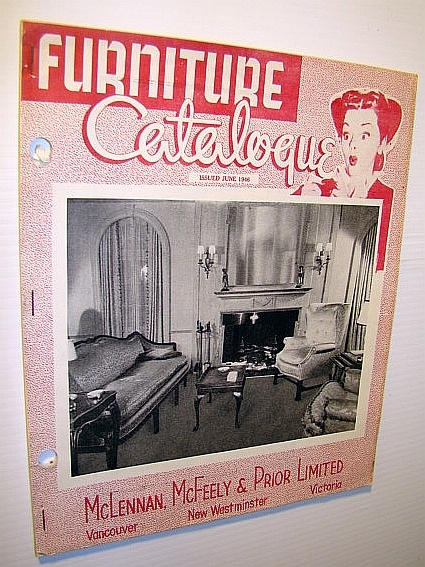 FURNITURE
Catalogue
ISSUED JUNE 1946
McLENNAN, McFEELY & PRIOR LIMITED
Vancouver New Westminster Victoria